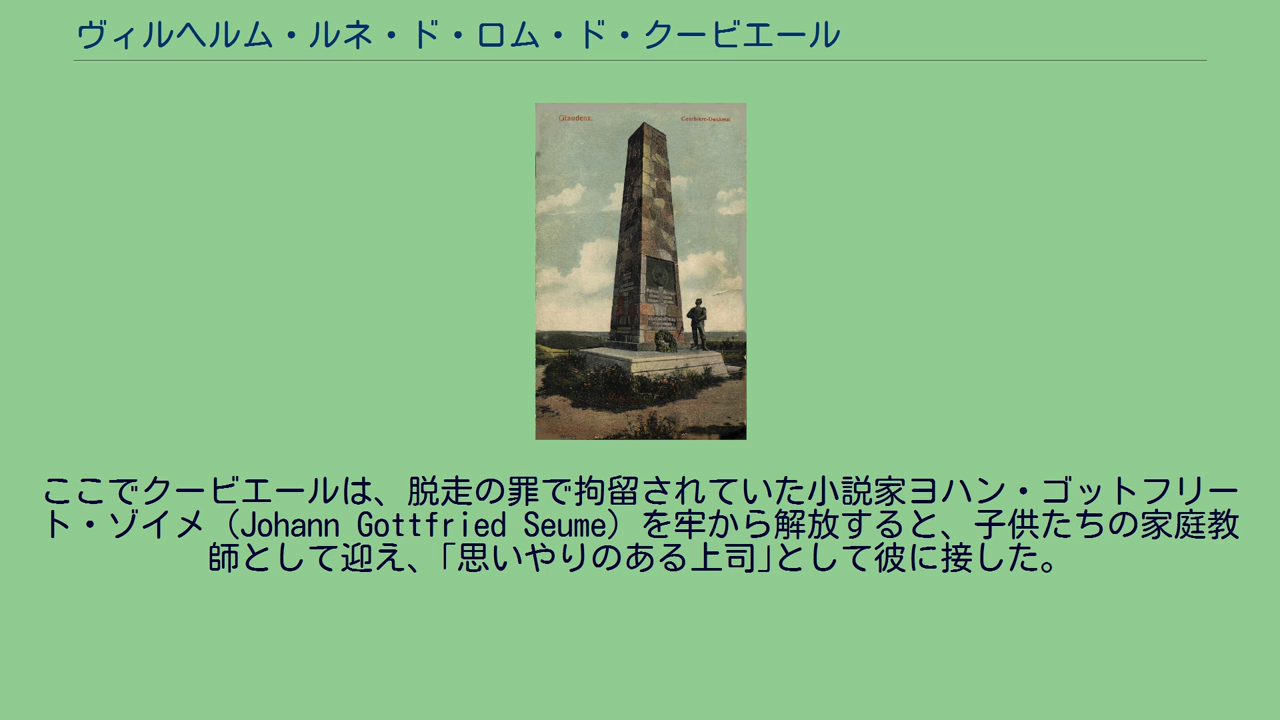 ヴィルヘルム・ルネ・ド・ロム・ド・クービエール
Graudenz.
Courbière-Denkmal
ここでクービエールは、脱走の罪で拘留されていた小説家ヨハン・ゴットフリー
ト・ゾイメ（Johann Gottfried Seume）を牢から解放すると、子供たちの家庭教
師として迎え、｢思いやりのある上司｣として彼に接した。